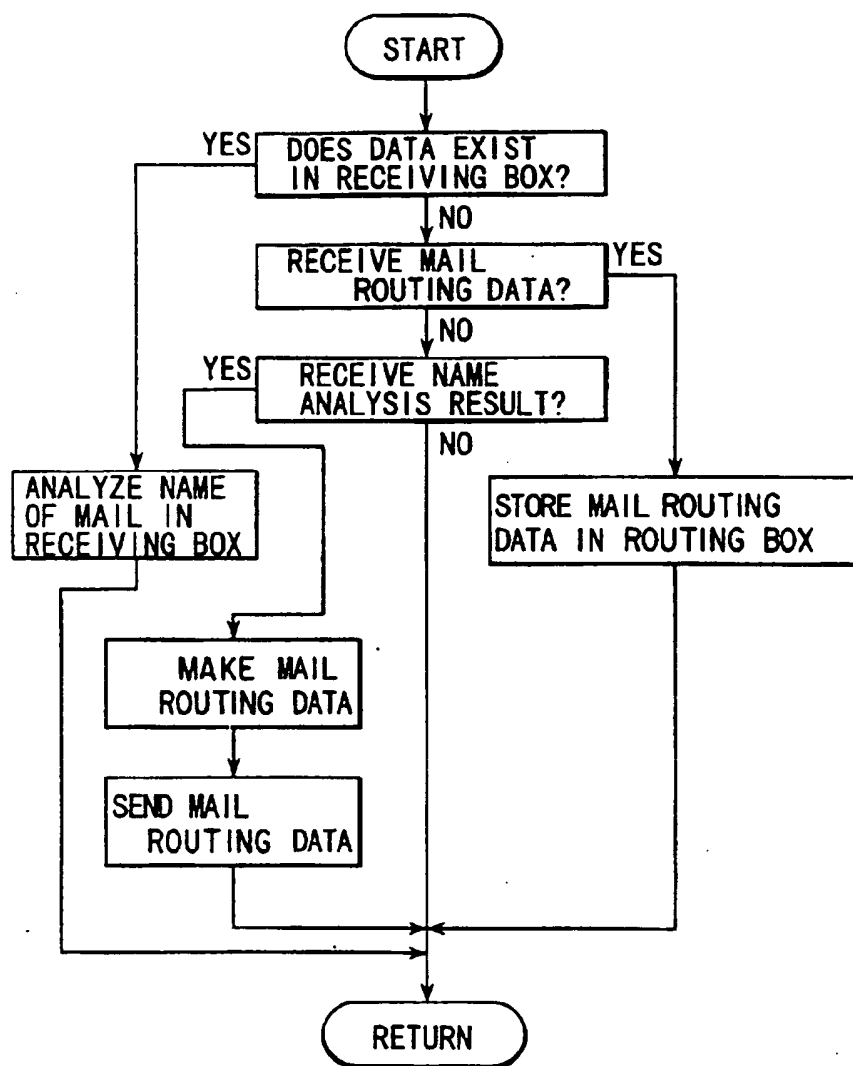 START
YES
DOES DATA EXIST
IN RECEIVING BOX?
NO
RECEIVE MAIL
ROUTING DATA?
YES
NO
YES
RECEIVE NAME
ANALYSIS RESULT?
NO
ANALYZE NAME
OF MAIL IN
RECEIVING BOX
STORE MAIL ROUTING
DATA IN ROUTING BOX
MAKE MAIL
ROUTING DATA
SEND MAIL
ROUTING DATA
RETURN